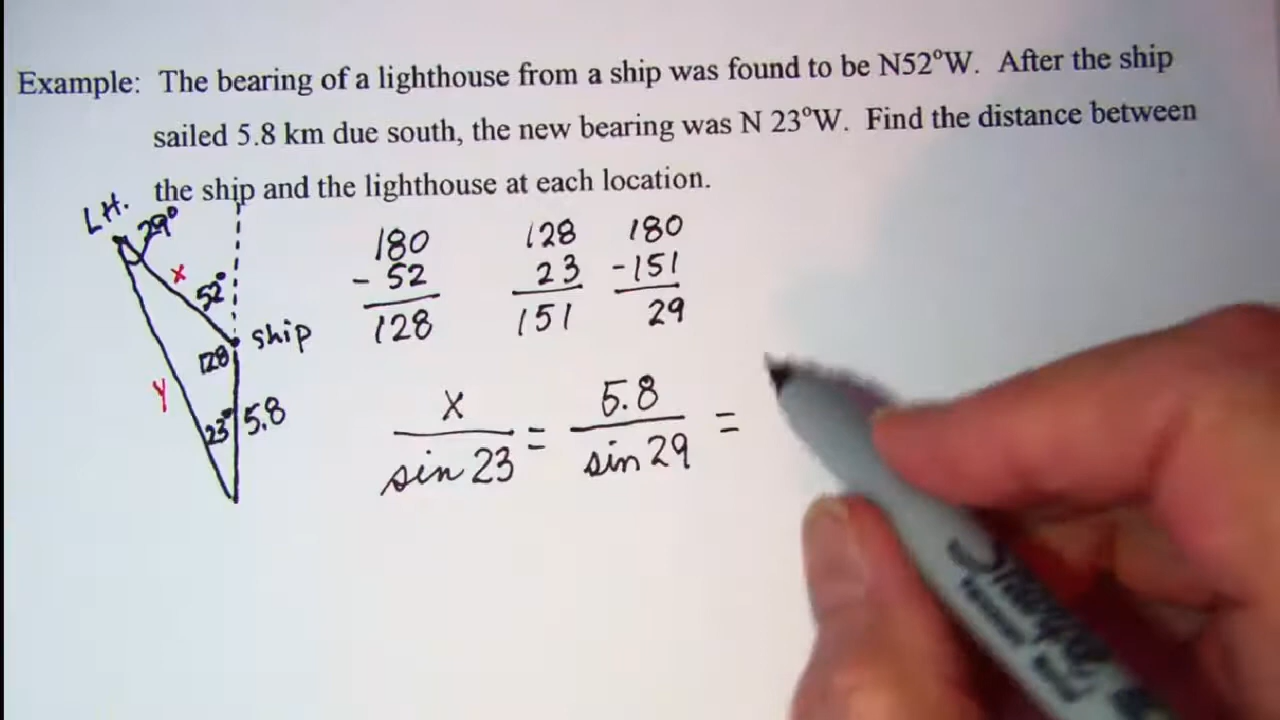 Example: The bearing of a lighthouse from a ship was found to be N52°W. After the ship
sailed 5.8 km due south, the new bearing was N 23°W. Find the distance between
the ship and the lighthouse at each location.
L.H.
29°
x
52°
ship
128
y
23°
5.8
180
- 52
128
128
23
151
180
-151
29
x
sin 23
=
5.8
sin 29
=
Sharpie